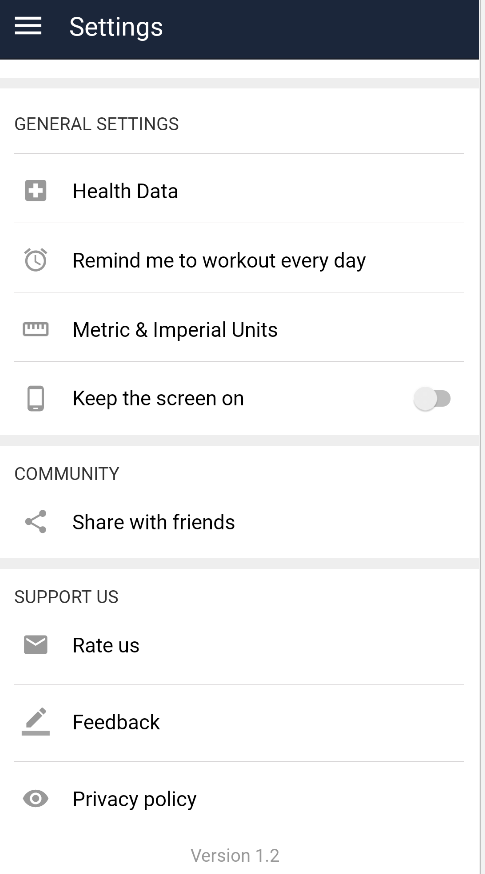 Settings
GENERAL SETTINGS
Health Data
Remind me to workout every day
Metric & Imperial Units
Keep the screen on
COMMUNITY
Share with friends
SUPPORT US
Rate us
Feedback
Privacy policy
Version 1.2